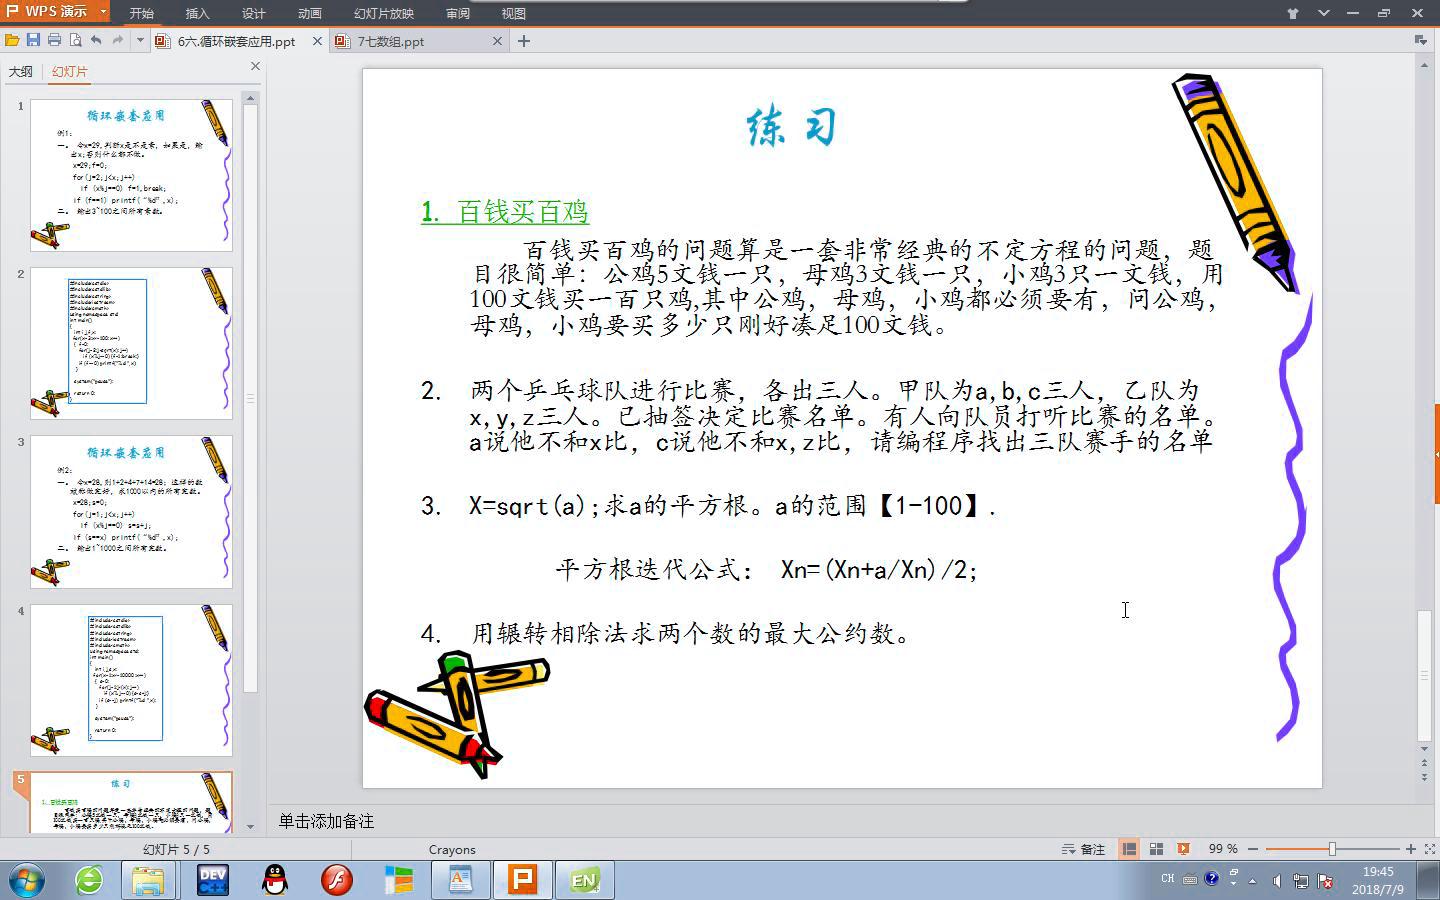 WPS 演示
开始 插入 设计 动画 幻灯片放映 审阅 视图
6六.循环嵌套应用.ppt
7七数组.ppt
大纲 幻灯片
1
循环嵌套应用
例1:
一。 令x=29,判断x是不是素，如果是，输
出x;否则什么都不做。
x=29;f=0;
for(j=2;j<x;j++)
if (x%j==0) f=1,break;
if (f==1) printf("%d",x);
二。 输出3~100之间所有素数。
2
3
循环嵌套应用
例2:
一。 令x=28,则1+2+4+7+14=28; 这样的数
被称做完好，求1000以内的所有完数。
x=28;s=0;
for(j=1;j<x;j++)
if (x%j==0) s=s+j;
if (s==x) printf("%d",x);
二。 输出1~1000之间所有完数。
4
5
练习
1. 百钱买百鸡
练习
1. 百钱买百鸡
百钱买百鸡的问题算是一套非常经典的不定方程的问题，题
目很简单：公鸡5文钱一只，母鸡3文钱一只，小鸡3只一文钱，用
100文钱买一百只鸡,其中公鸡，母鸡，小鸡都必须要有，问公鸡，
母鸡，小鸡要买多少只刚好凑足100文钱。
2. 两个乒乓球队进行比赛，各出三人。甲队为a,b,c三人，乙队为
x,y,z三人。已抽签决定比赛名单。有人向队员打听比赛的名单。
a说他不和x比，c说他不和x,z比，请编程序找出三队赛手的名单
3. X=sqrt(a);求a的平方根。a的范围【1-100】.
平方根迭代公式： Xn=(Xn+a/Xn)/2;
4. 用辗转相除法求两个数的最大公约数。
单击添加备注
幻灯片 5 / 5
Crayons
备注
99 %
DEV
C++
EN
CH
19:45
2018/7/9